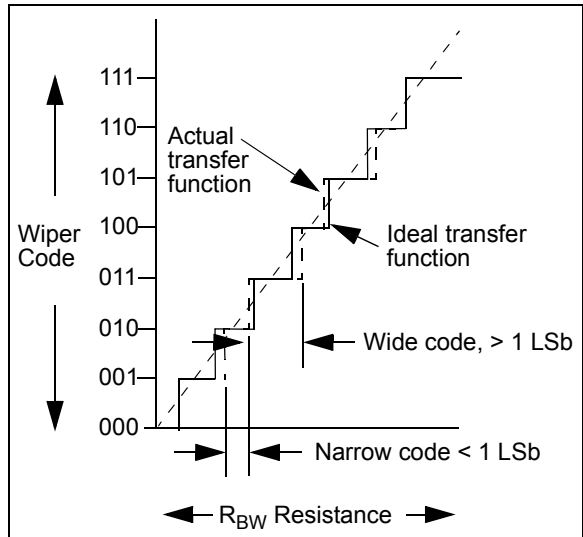 111
110
Actual
transfer
function
101
Wiper
Code
100
Ideal transfer
function
011
010
Wide code, > 1 LSb
001
000
Narrow code < 1 LSb
RBW Resistance